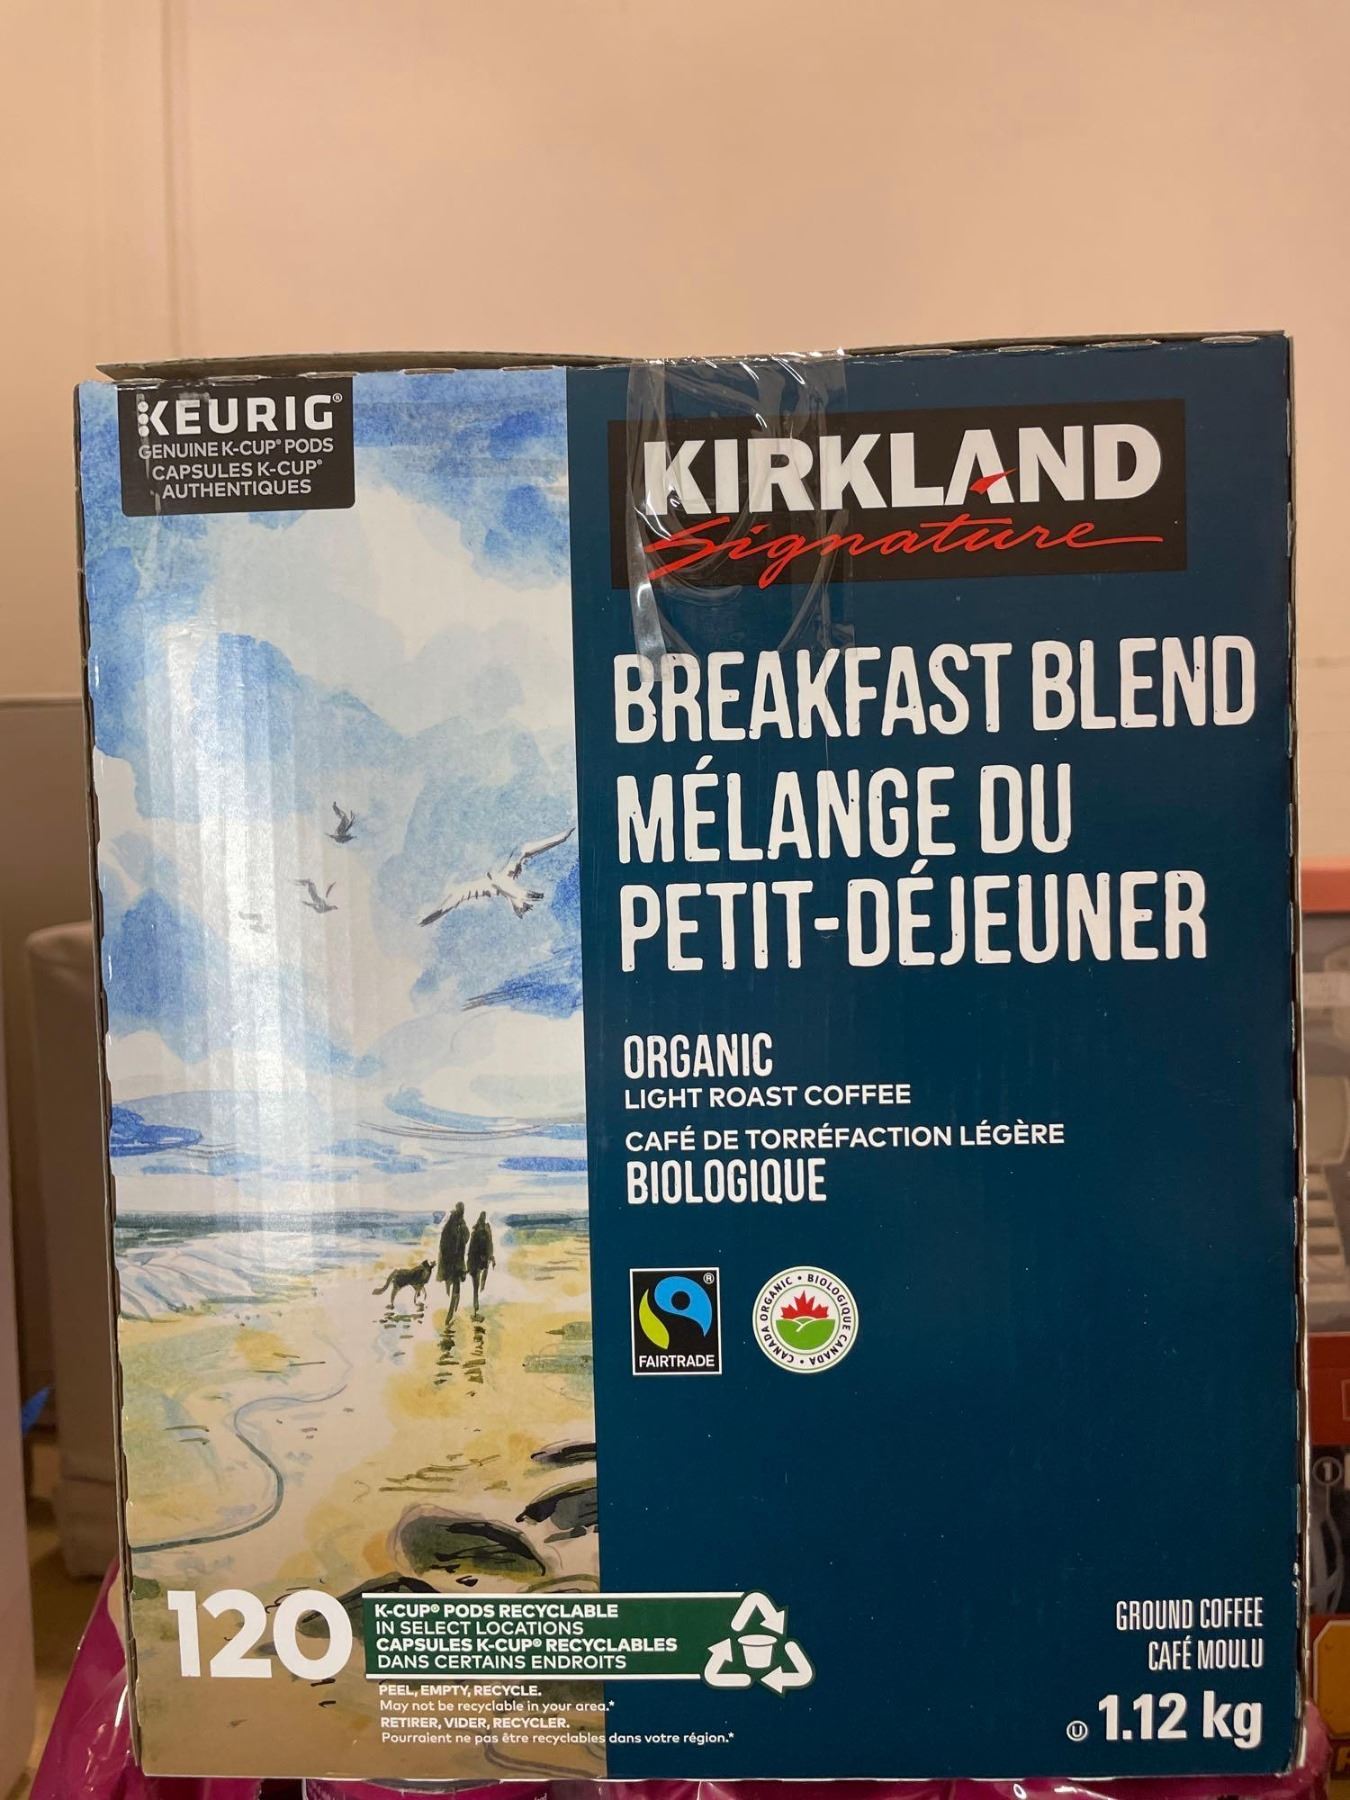 KEURIG®
GENUINE K-CUP® PODS
CAPSULES K-CUP®
AUTHENTIQUES
KIRKLAND
Signature
BREAKFAST BLEND
MÉLANGE DU
PETIT-DÉJEUNER
ORGANIC
LIGHT ROAST COFFEE
CAFÉ DE TORRÉFACTION LÉGÈRE
BIOLOGIQUE
®
FAIRTRADE
CANADA ORGANIC • BIOLOGIQUE CANADA •
120
K-CUP® PODS RECYCLABLE
IN SELECT LOCATIONS
CAPSULES K-CUP® RECYCLABLES
DANS CERTAINS ENDROITS
PEEL, EMPTY, RECYCLE.
May not be recyclable in your area.*
RETIRER, VIDER, RECYCLER.
Pourraient ne pas être recyclables dans votre région.*
GROUND COFFEE
CAFÉ MOULU
Ⓤ 1.12 kg